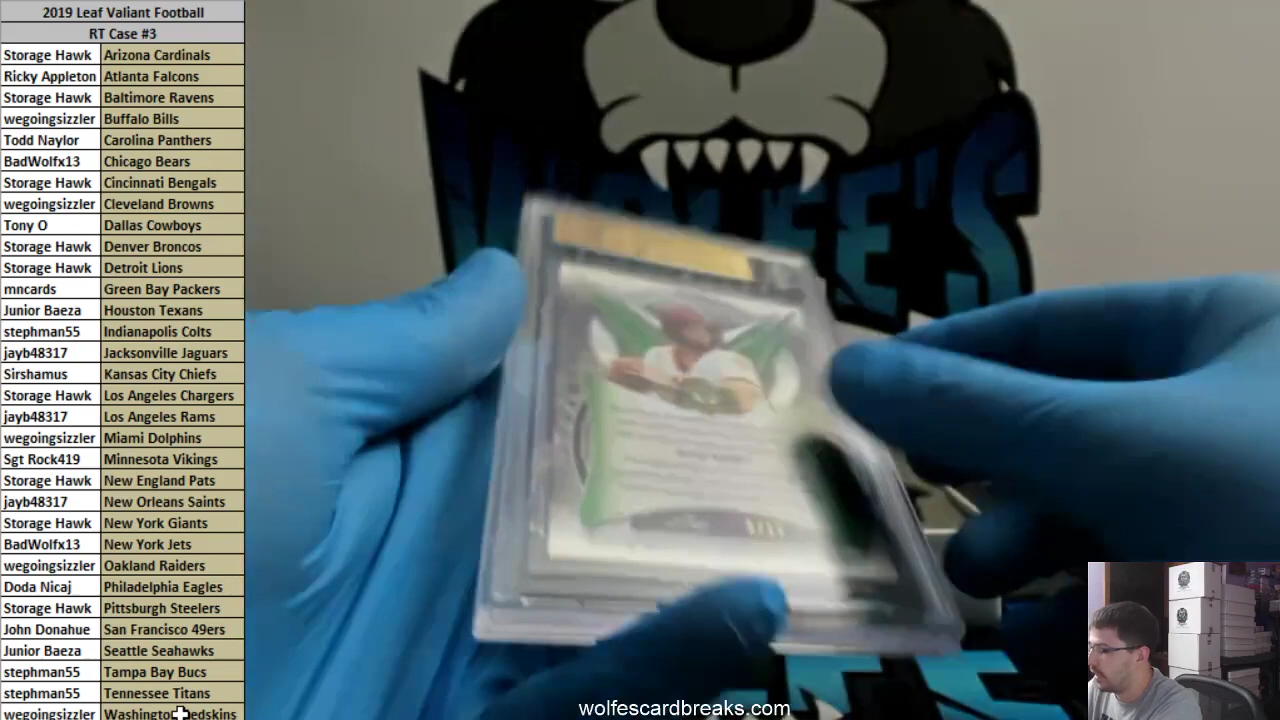 2019 Leaf Valiant Football
RT Case #3
Storage Hawk Arizona Cardinals
Ricky Appleton Atlanta Falcons
Storage Hawk Baltimore Ravens
wegoingsizzler Buffalo Bills
Todd Naylor Carolina Panthers
BadWolfx13 Chicago Bears
Storage Hawk Cincinnati Bengals
wegoingsizzler Cleveland Browns
Tony O Dallas Cowboys
Storage Hawk Denver Broncos
Storage Hawk Detroit Lions
mncards Green Bay Packers
Junior Baeza Houston Texans
stephman55 Indianapolis Colts
jayb48317 Jacksonville Jaguars
Sirshamus Kansas City Chiefs
Storage Hawk Los Angeles Chargers
jayb48317 Los Angeles Rams
wegoingsizzler Miami Dolphins
Sgt Rock419 Minnesota Vikings
Storage Hawk New England Pats
jayb48317 New Orleans Saints
Storage Hawk New York Giants
BadWolfx13 New York Jets
wegoingsizzler Oakland Raiders
Doda Nicaj Philadelphia Eagles
Storage Hawk Pittsburgh Steelers
John Donahue San Francisco 49ers
Junior Baeza Seattle Seahawks
stephman55 Tampa Bay Bucs
stephman55 Tennessee Titans
wegoingsizzler Washington Redskins
WOLFE'S
wolfescardbreaks.com